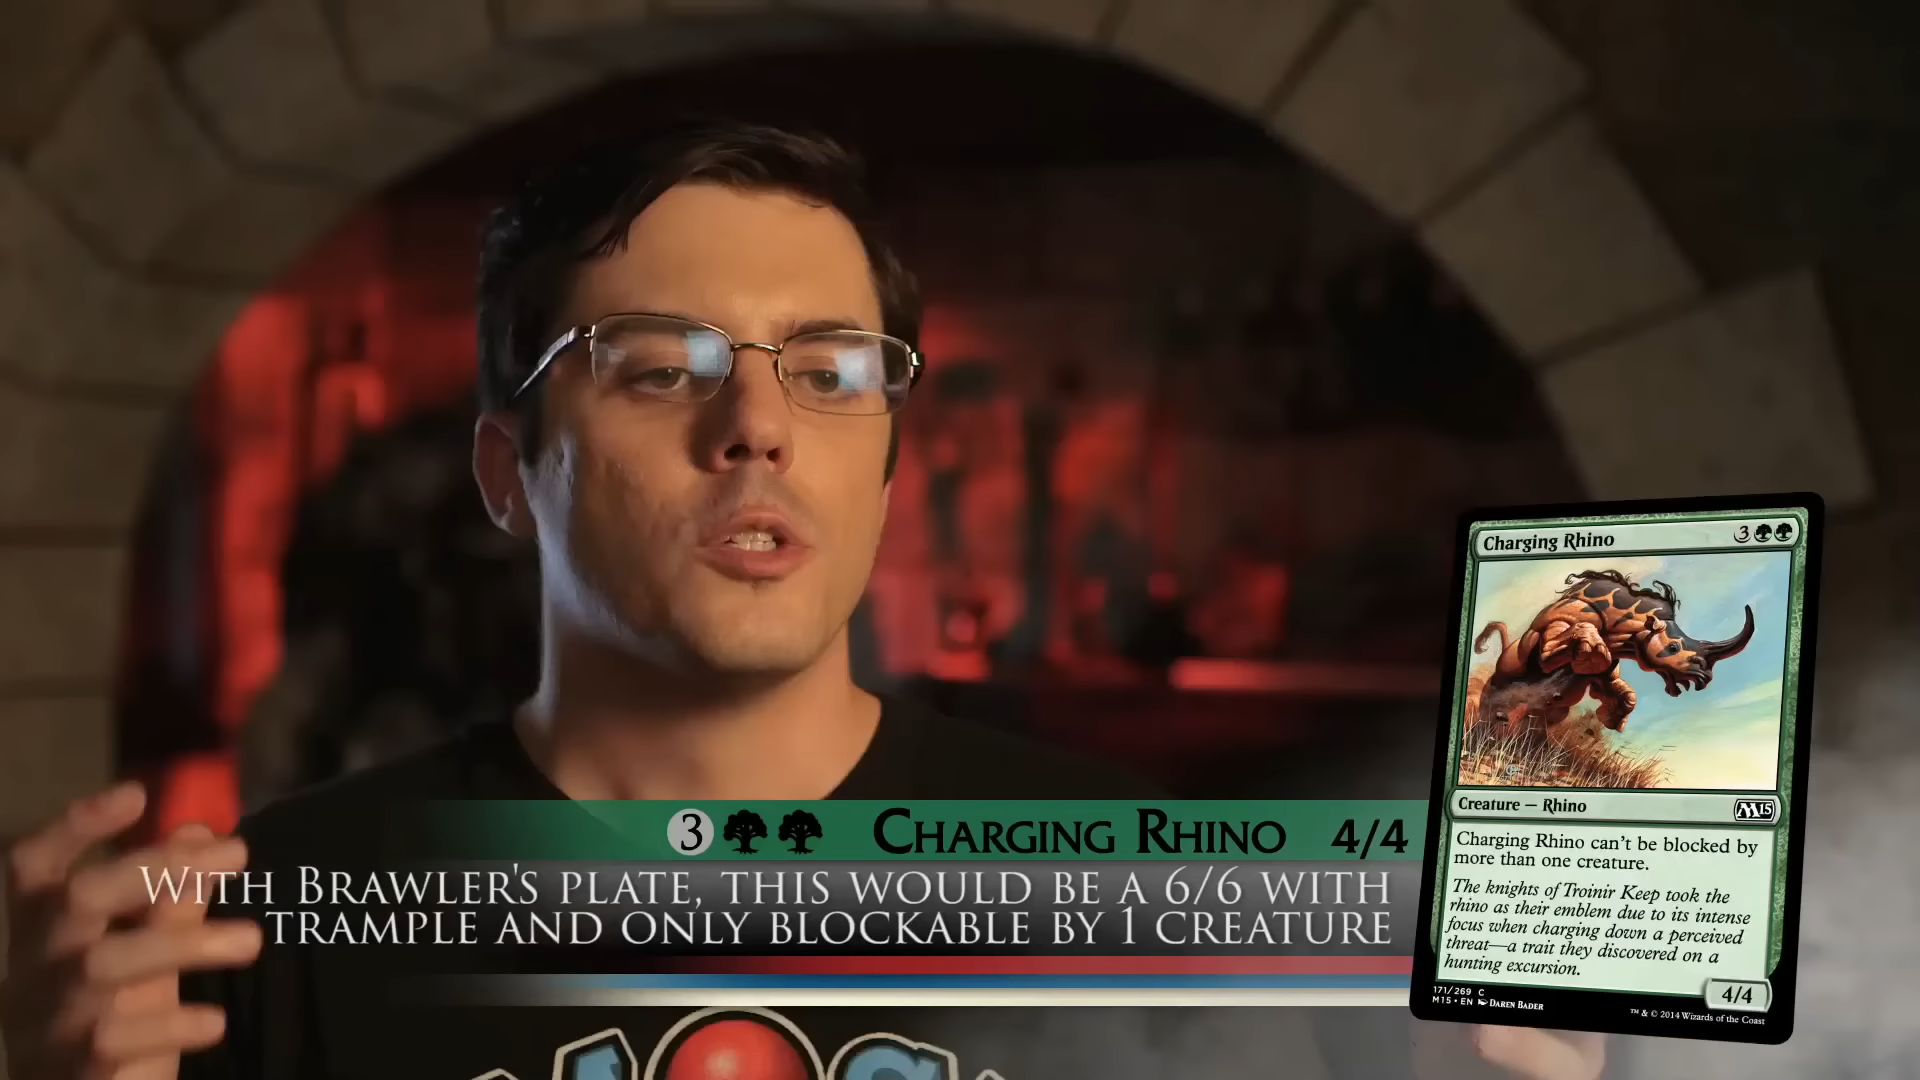 3 Charging Rhino 4/4
With Brawler's plate, this would be a 6/6 with
trample and only blockable by 1 creature
Charging Rhino 3
Creature — Rhino M15
Charging Rhino can't be blocked by
more than one creature.
The knights of Troinir Keep took the
rhino as their emblem due to its intense
focus when charging down a perceived
threat—a trait they discovered on a
hunting excursion.
4/4
171/269 C
M15 • EN Daren Bader
™ & © 2014 Wizards of the Coast